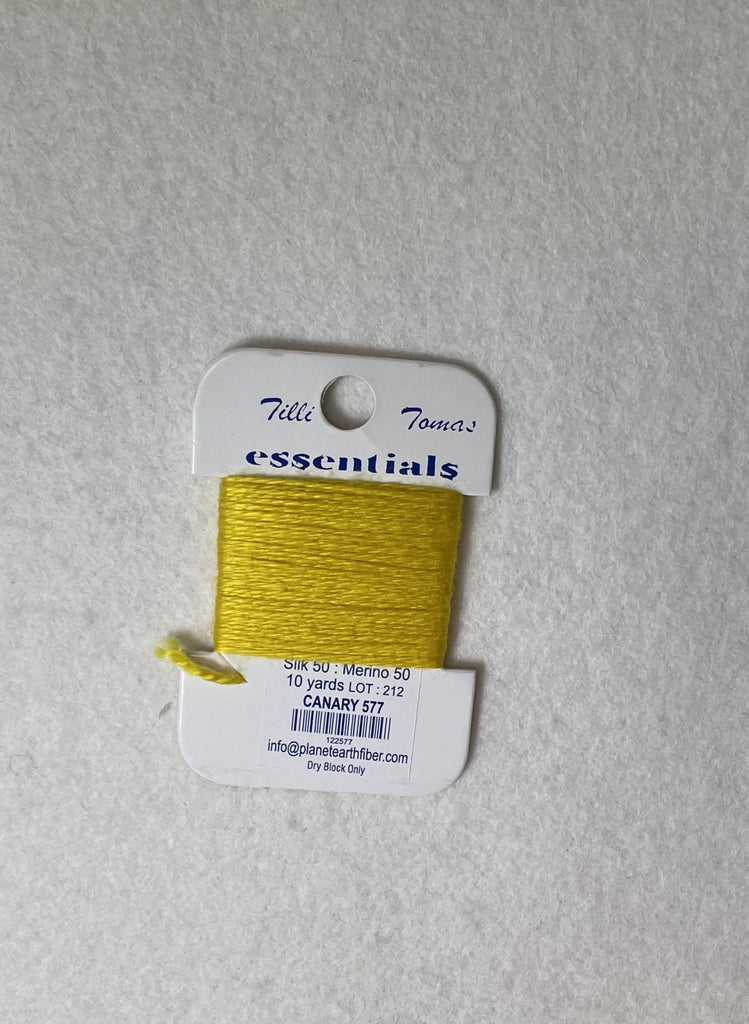 Tilli Tomas
essentials
Silk 50 : Merino 50
10 yards LOT : 212
CANARY 577
122577
info@planetearthfiber.com
Dry Block Only